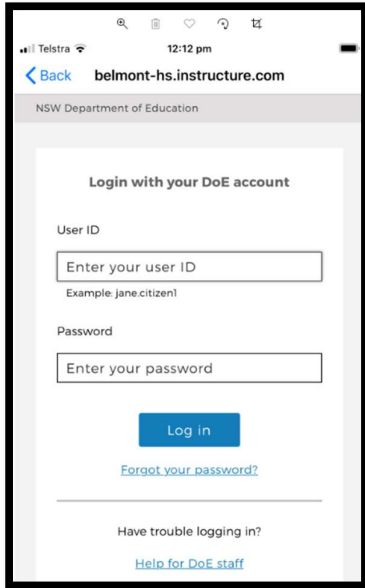 Telstra 12:12 pm
Back belmont-hs.instructure.com
NSW Department of Education
Login with your DoE account
User ID
Enter your user ID
Example: jane.citizen1
Password
Enter your password
Log in
Forgot your password?
Have trouble logging in?
Help for DoE staff